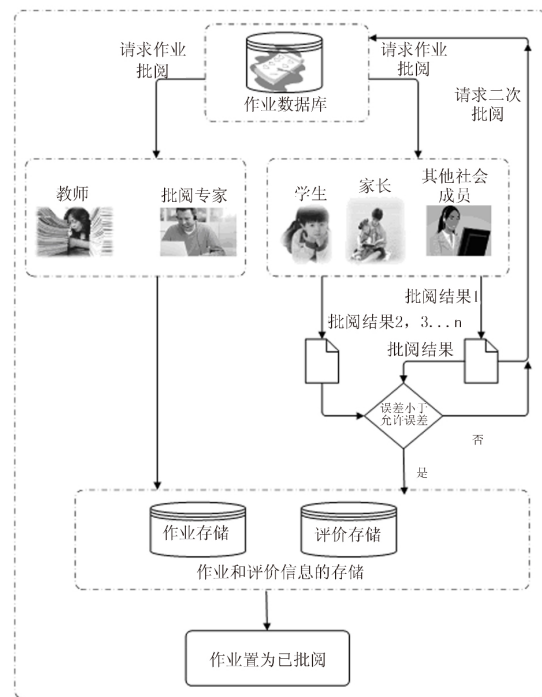 请求作业
批阅
请求作业
批阅
作业数据库
请求二次
批阅
教师
批阅专家
学生
家长
其他社会
成员
批阅结果1
批阅结果2，3...n
批阅结果
误差小于
允许误差
否
是
作业存储
评价存储
作业和评价信息的存储
作业置为已批阅